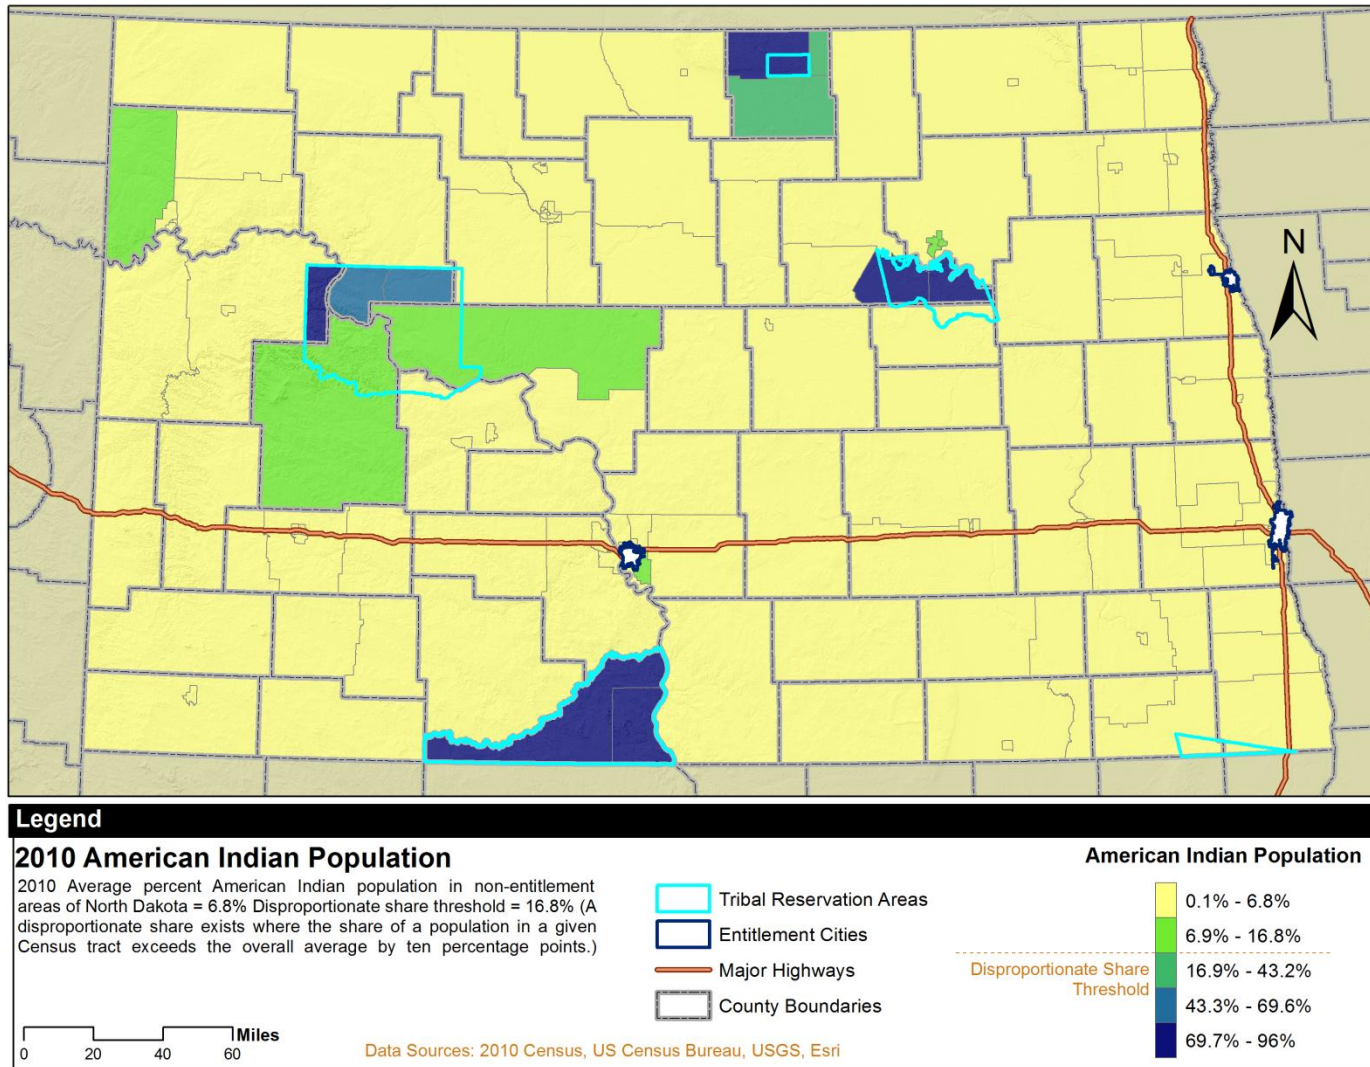 N
Legend
2010 American Indian Population
2010 Average percent American Indian population in non-entitlement
areas of North Dakota = 6.8% Disproportionate share threshold = 16.8% (A
disproportionate share exists where the share of a population in a given
Census tract exceeds the overall average by ten percentage points.)
Miles
0 20 40 60
Tribal Reservation Areas
Entitlement Cities
Major Highways
County Boundaries
Data Sources: 2010 Census, US Census Bureau, USGS, Esri
American Indian Population
0.1% - 6.8%
6.9% - 16.8%
Disproportionate Share
Threshold
16.9% - 43.2%
43.3% - 69.6%
69.7% - 96%